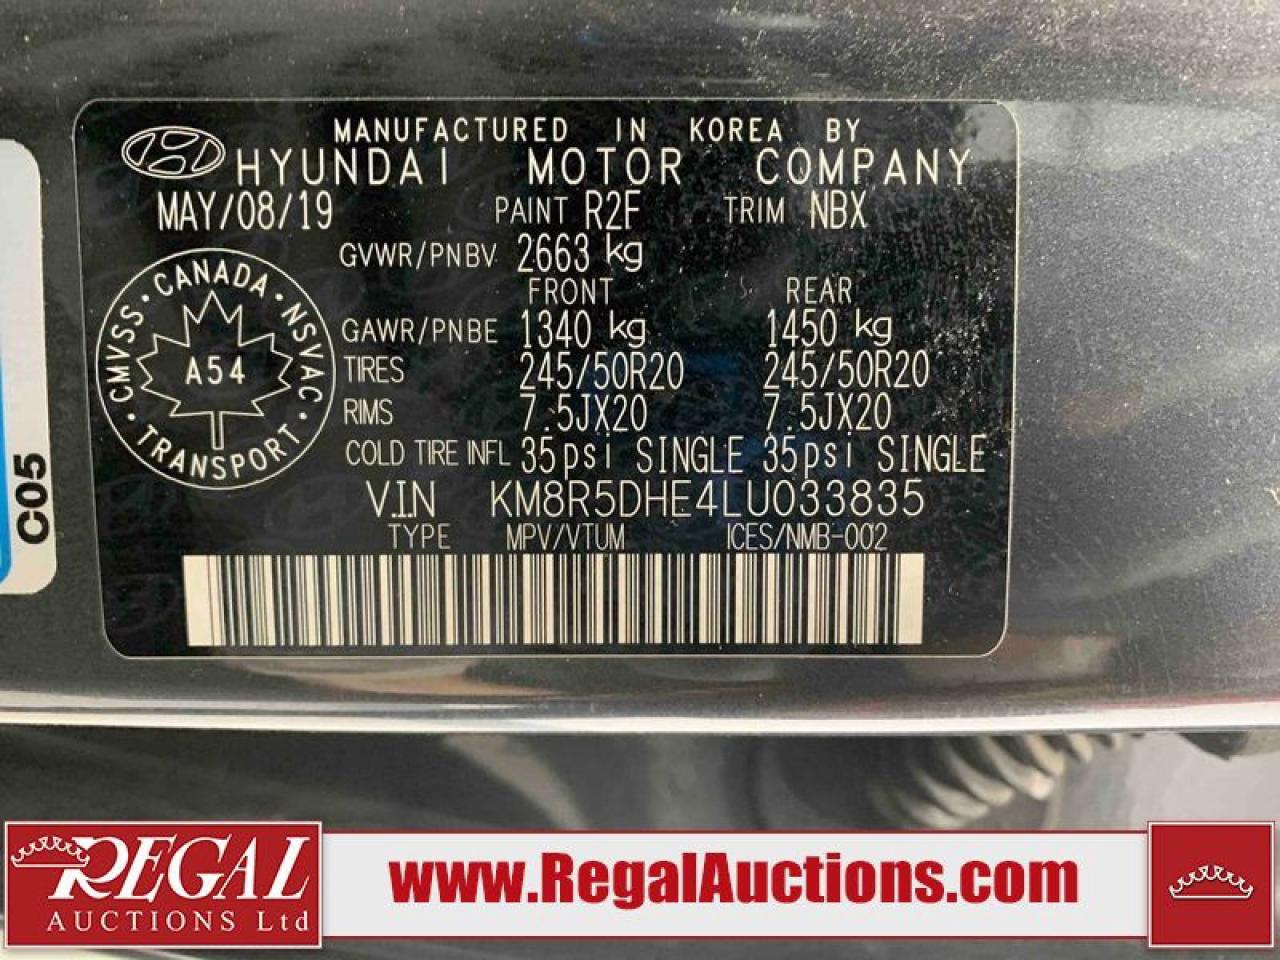 MANUFACTURED IN KOREA BY
HYUNDAI MOTOR COMPANY
MAY/08/19 PAINT R2F TRIM NBX
GVWR/PNBV 2663 kg
FRONT REAR
GAWR/PNBE 1340 kg 1450 kg
TIRES 245/50R20 245/50R20
RIMS 7.5JX20 7.5JX20
COLD TIRE INFL 35psi SINGLE 35psi SINGLE
V.I.N KM8R5DHE4LU033835
TYPE MPV/VTUM ICES/NMB-002
CMVSS · CANADA · NSVAC · TRANSPORT ·
A54
C05
REGAL
AUCTIONS Ltd
www.RegalAuctions.com